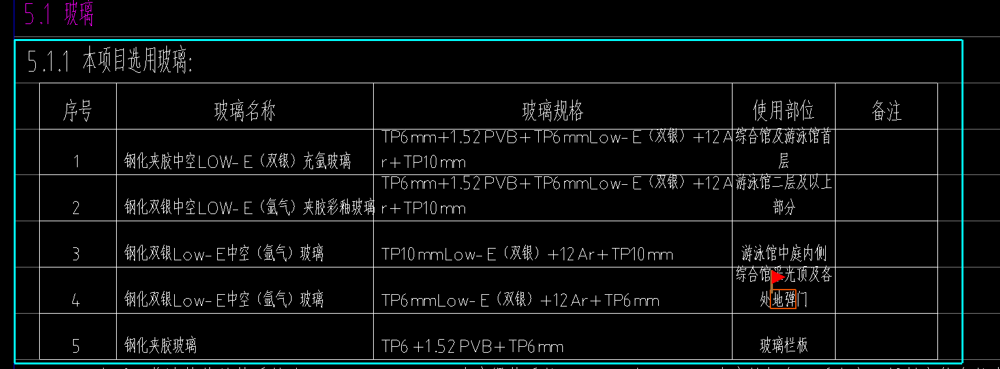 5.1 玻璃
5.1.1 本项目选用玻璃:
序号 玻璃名称 玻璃规格 使用部位 备注
1 钢化夹胶中空LOW-E（双银）充氩玻璃 TP6mm+1.52PVB+TP6mmLow-E（双银）+12A 综合馆及游泳馆首
r+TP10mm 层
2 钢化双银中空LOW-E（氩气）夹胶彩釉玻璃 TP6mm+1.52PVB+TP6mmLow-E（双银）+12A 游泳馆二层及以上
r+TP10mm 部分
3 钢化双银Low-E中空（氩气）玻璃 TP10mmLow-E（双银）+12Ar+TP10mm 游泳馆中庭内侧
4 钢化双银Low-E中空（氩气）玻璃 TP6mmLow-E（双银）+12Ar+TP6mm 综合馆采光顶及各
处地弹门
5 钢化夹胶玻璃 TP6+1.52PVB+TP6mm 玻璃栏板